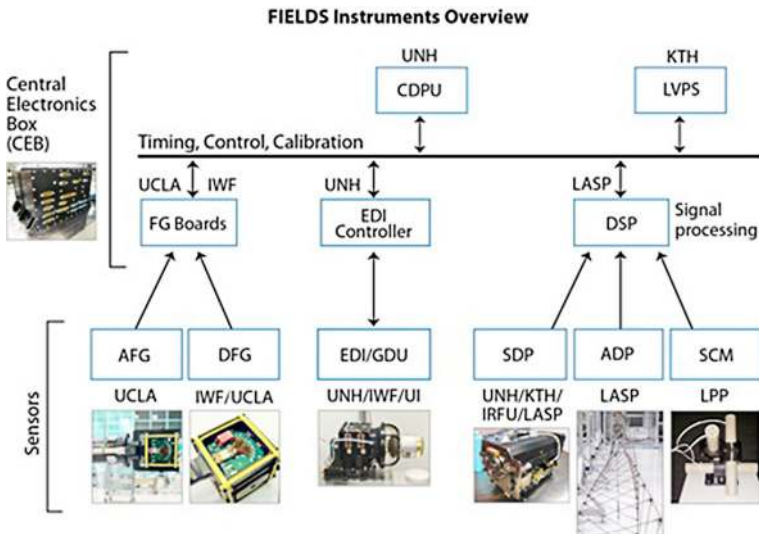 FIELDS Instruments Overview
UNH
KTH
CDPU
LVPS
Central
Electronics
Box
(CEB)
Timing, Control, Calibration
UCLA IWF
UNH
LASP
FG Boards
EDI
Controller
DSP
Signal
processing
Sensors
AFG
DFG
EDI/GDU
SDP
ADP
SCM
UCLA
IWF/UCLA
UNH/IWF/UI
UNH/KTH/
IRFU/LASP
LASP
LPP